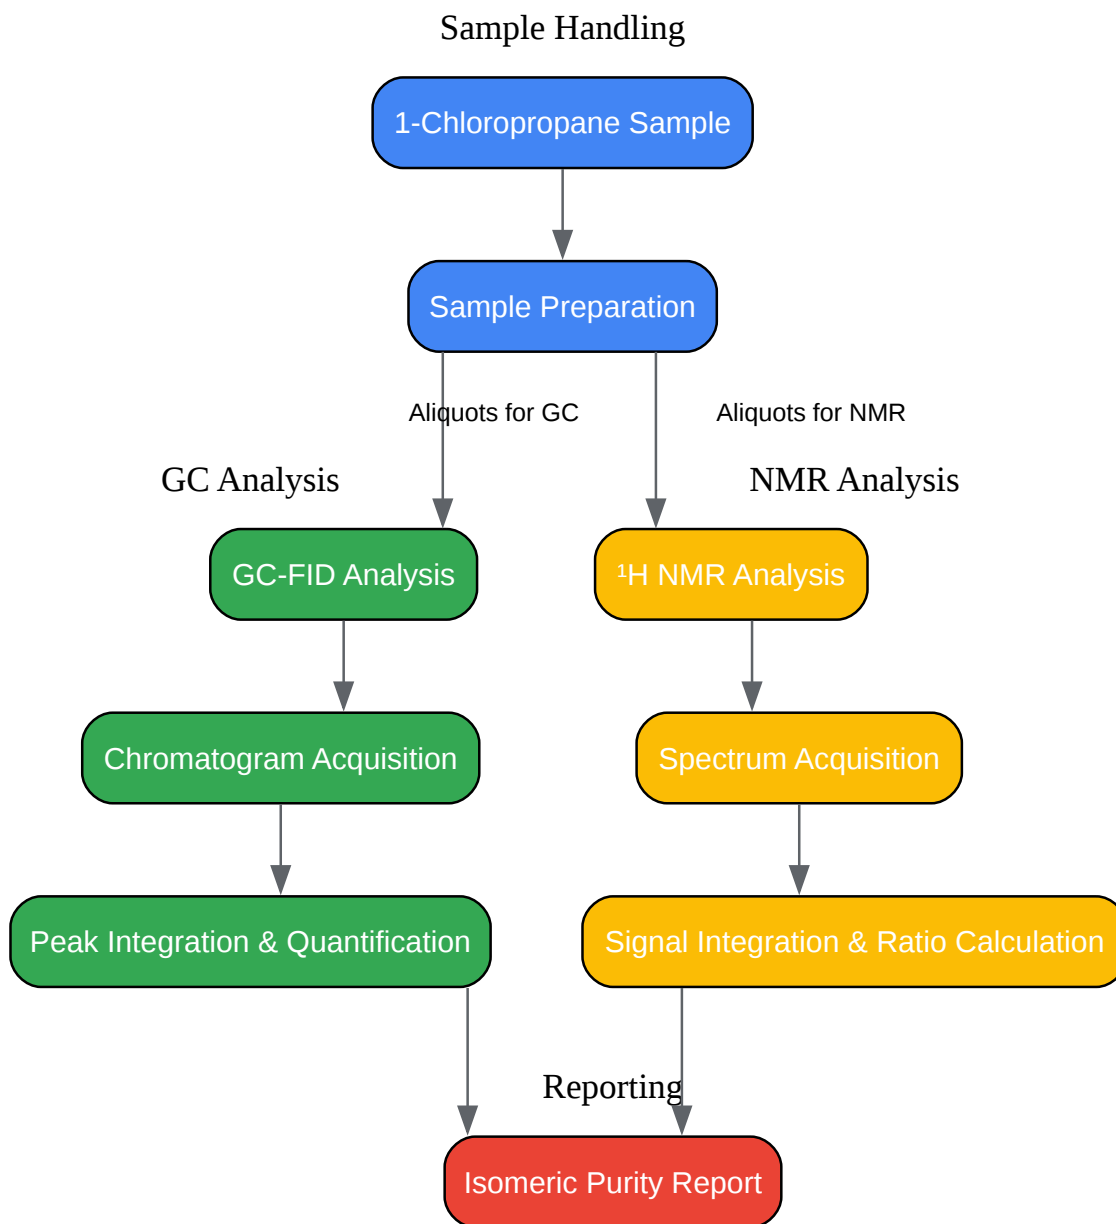 Sample Handling
1-Chloropropane Sample
Sample Preparation
Aliquots for GC
Aliquots for NMR
GC Analysis
NMR Analysis
GC-FID Analysis
¹H NMR Analysis
Chromatogram Acquisition
Spectrum Acquisition
Peak Integration & Quantification
Signal Integration & Ratio Calculation
Reporting
Isomeric Purity Report